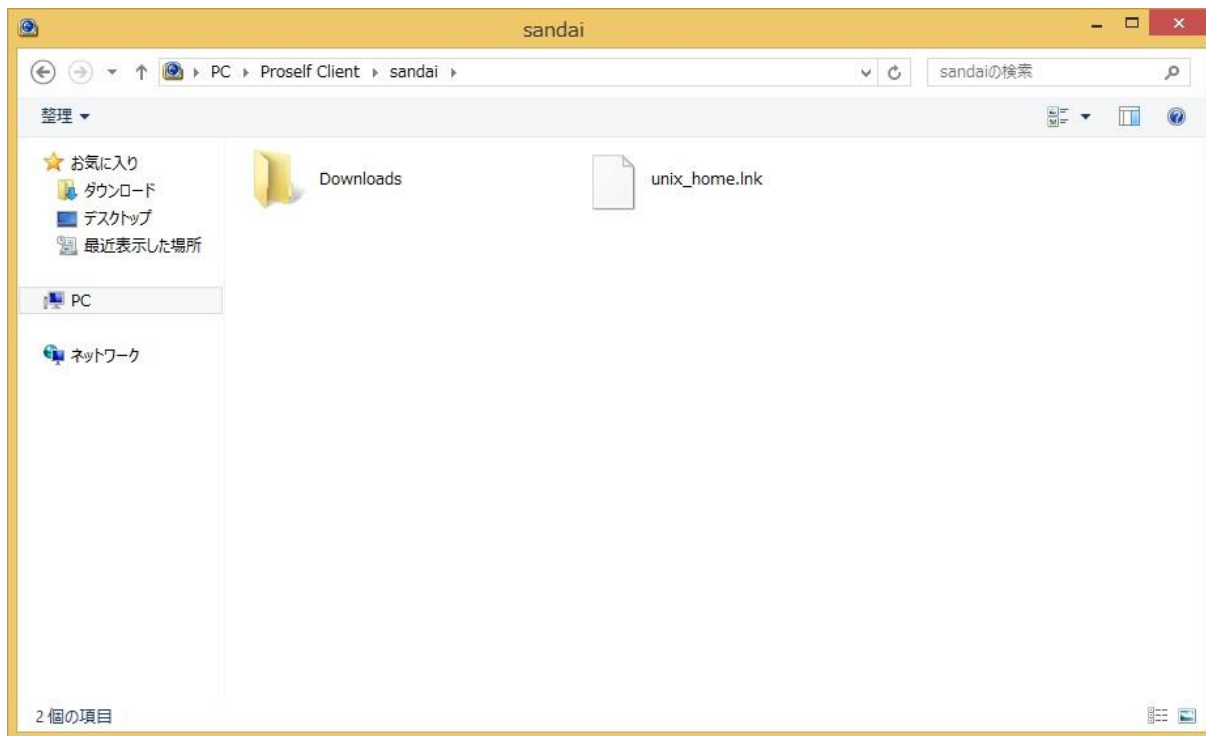 sandai
PC Proself Client sandai
sandaiの検索
整理
お気に入り
ダウンロード
デスクトップ
最近表示した場所
PC
ネットワーク
Downloads
unix_home.lnk
2 個の項目